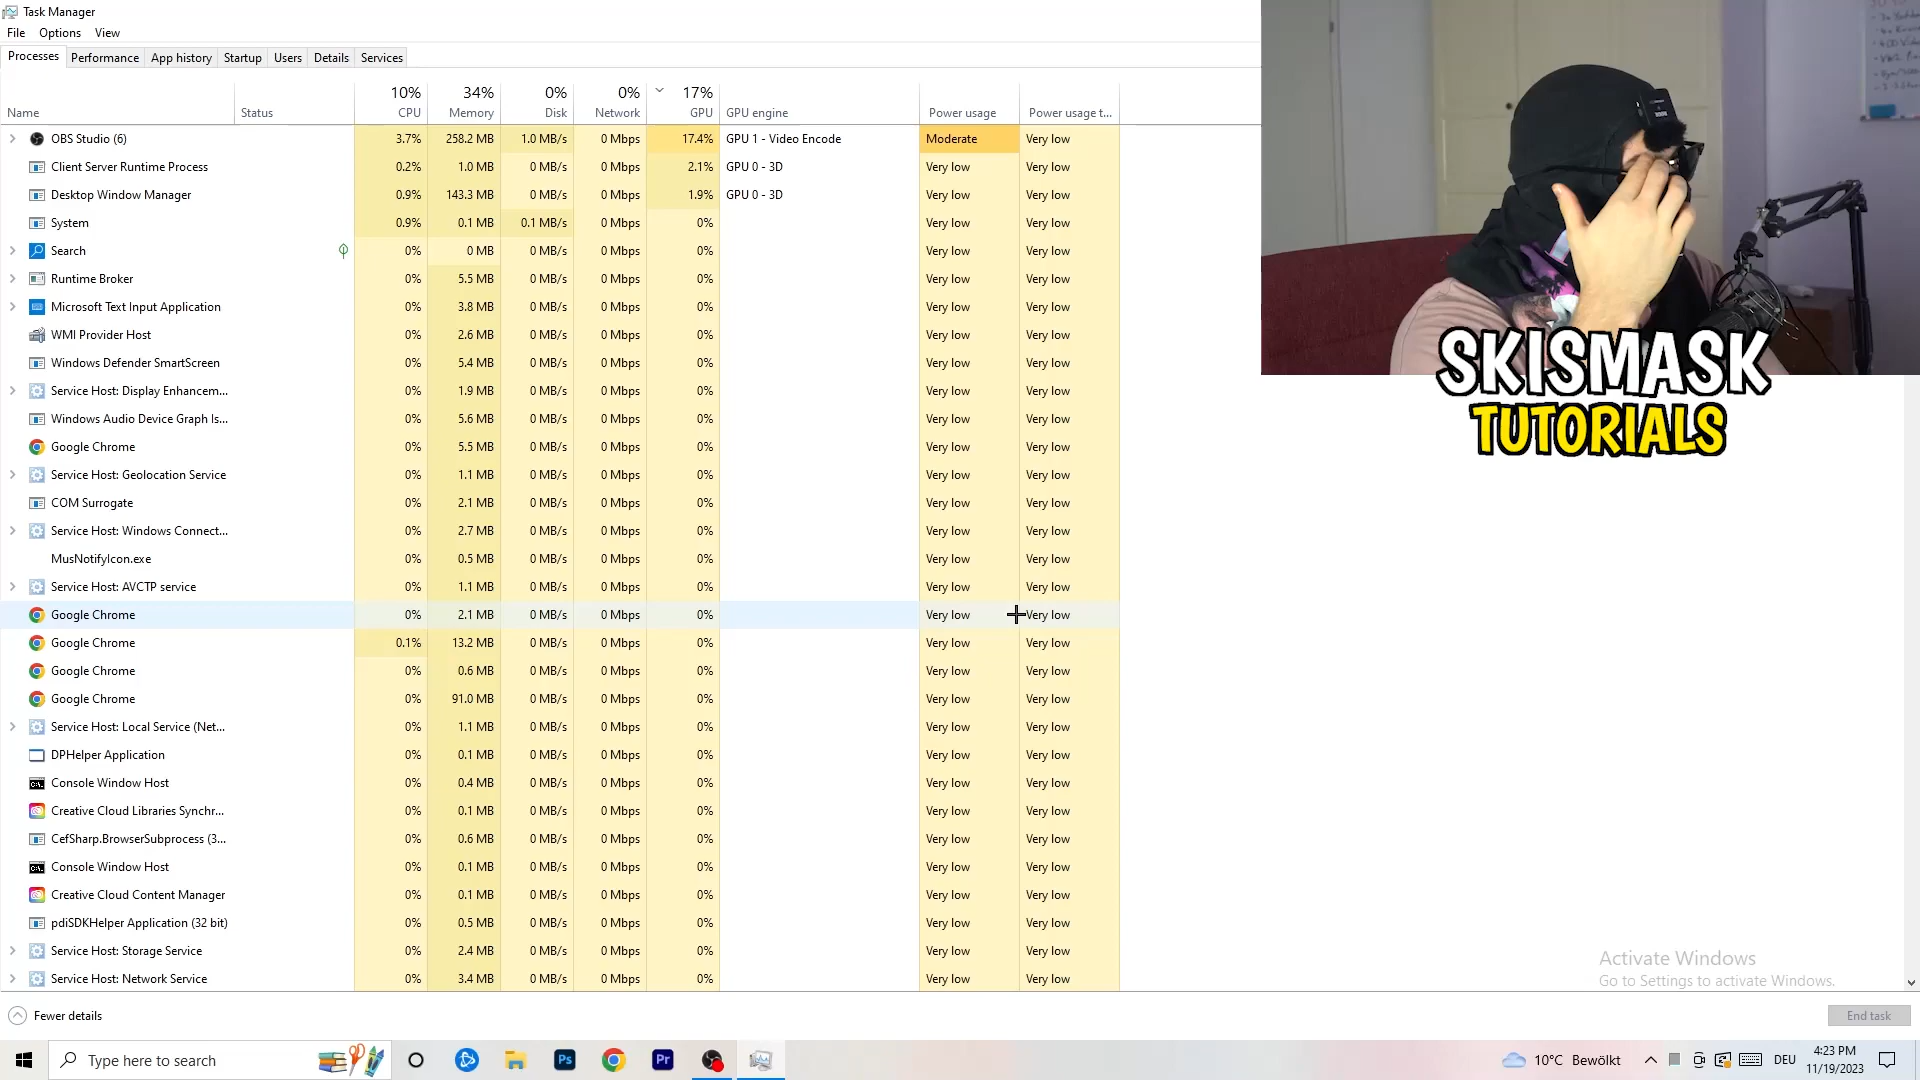 Task Manager
File Options View
Processes Performance App history Startup Users Details Services
10% 34% 0% 0% 17%
Name Status CPU Memory Disk Network GPU GPU engine Power usage Power usage t...
OBS Studio (6) 3.7% 258.2 MB 1.0 MB/s 0 Mbps 17.4% GPU 1 - Video Encode Moderate Very low
Client Server Runtime Process 0.2% 1.0 MB 0 MB/s 0 Mbps 2.1% GPU 0 - 3D Very low Very low
Desktop Window Manager 0.9% 143.3 MB 0 MB/s 0 Mbps 1.9% GPU 0 - 3D Very low Very low
System 0.9% 0.1 MB 0.1 MB/s 0 Mbps 0% Very low Very low
Search 0% 0 MB 0 MB/s 0 Mbps 0% Very low Very low
Runtime Broker 0% 5.5 MB 0 MB/s 0 Mbps 0% Very low Very low
Microsoft Text Input Application 0% 3.8 MB 0 MB/s 0 Mbps 0% Very low Very low
WMI Provider Host 0% 2.6 MB 0 MB/s 0 Mbps 0% Very low Very low
Windows Defender SmartScreen 0% 5.4 MB 0 MB/s 0 Mbps 0% Very low Very low
Service Host: Display Enhancem... 0% 1.9 MB 0 MB/s 0 Mbps 0% Very low Very low
Windows Audio Device Graph Is... 0% 5.6 MB 0 MB/s 0 Mbps 0% Very low Very low
Google Chrome 0% 5.5 MB 0 MB/s 0 Mbps 0% Very low Very low
Service Host: Geolocation Service 0% 1.1 MB 0 MB/s 0 Mbps 0% Very low Very low
COM Surrogate 0% 2.1 MB 0 MB/s 0 Mbps 0% Very low Very low
Service Host: Windows Connect... 0% 2.7 MB 0 MB/s 0 Mbps 0% Very low Very low
MusNotifyIcon.exe 0% 0.5 MB 0 MB/s 0 Mbps 0% Very low Very low
Service Host: AVCTP service 0% 1.1 MB 0 MB/s 0 Mbps 0% Very low Very low
Google Chrome 0% 2.1 MB 0 MB/s 0 Mbps 0% Very low Very low
Google Chrome 0.1% 13.2 MB 0 MB/s 0 Mbps 0% Very low Very low
Google Chrome 0% 0.6 MB 0 MB/s 0 Mbps 0% Very low Very low
Google Chrome 0% 91.0 MB 0 MB/s 0 Mbps 0% Very low Very low
Service Host: Local Service (Net... 0% 1.1 MB 0 MB/s 0 Mbps 0% Very low Very low
DPHelper Application 0% 0.1 MB 0 MB/s 0 Mbps 0% Very low Very low
Console Window Host 0% 0.4 MB 0 MB/s 0 Mbps 0% Very low Very low
Creative Cloud Libraries Synchr... 0% 0.1 MB 0 MB/s 0 Mbps 0% Very low Very low
CefSharp.BrowserSubprocess (3... 0% 0.6 MB 0 MB/s 0 Mbps 0% Very low Very low
Console Window Host 0% 0.1 MB 0 MB/s 0 Mbps 0% Very low Very low
Creative Cloud Content Manager 0% 0.1 MB 0 MB/s 0 Mbps 0% Very low Very low
pdiSDKHelper Application (32 bit) 0% 0.5 MB 0 MB/s 0 Mbps 0% Very low Very low
Service Host: Storage Service 0% 2.4 MB 0 MB/s 0 Mbps 0% Very low Very low
Service Host: Network Service 0% 3.4 MB 0 MB/s 0 Mbps 0% Very low Very low
SKISMASK
TUTORIALS
Activate Windows
Go to Settings to activate Windows.
Fewer details End task
Type here to search Ps Pr 10°C Bewölkt DEU 4:23 PM
11/19/2023